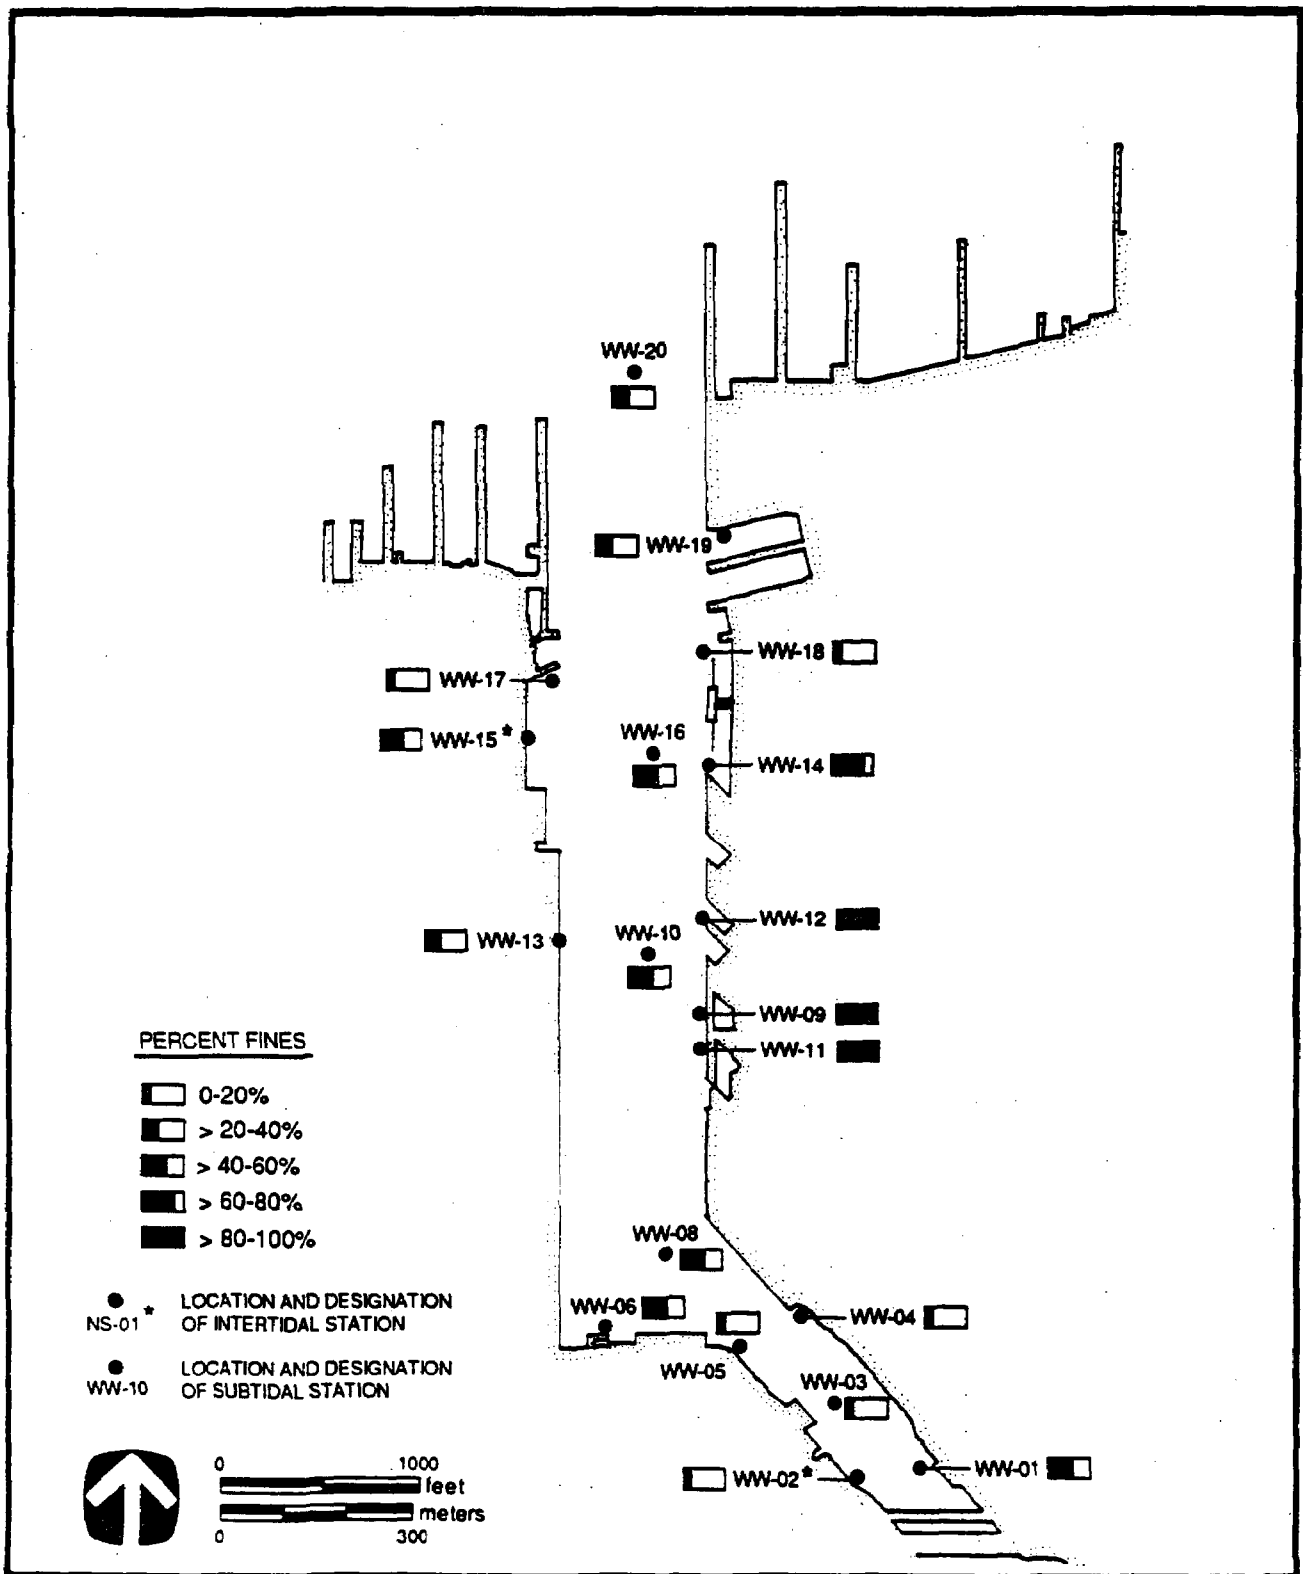 WW-20
WW-19
WW-18
WW-17
WW-15*
WW-16
WW-14
WW-12
WW-13
WW-10
WW-09
WW-11
PERCENT FINES
0-20%
> 20-40%
> 40-60%
> 60-80%
> 80-100%
WW-08
WW-06
WW-04
WW-05
WW-03
WW-01
WW-02*
NS-01* LOCATION AND DESIGNATION
OF INTERTIDAL STATION
WW-10 LOCATION AND DESIGNATION
OF SUBTIDAL STATION
0 1000
feet
meters
0 300